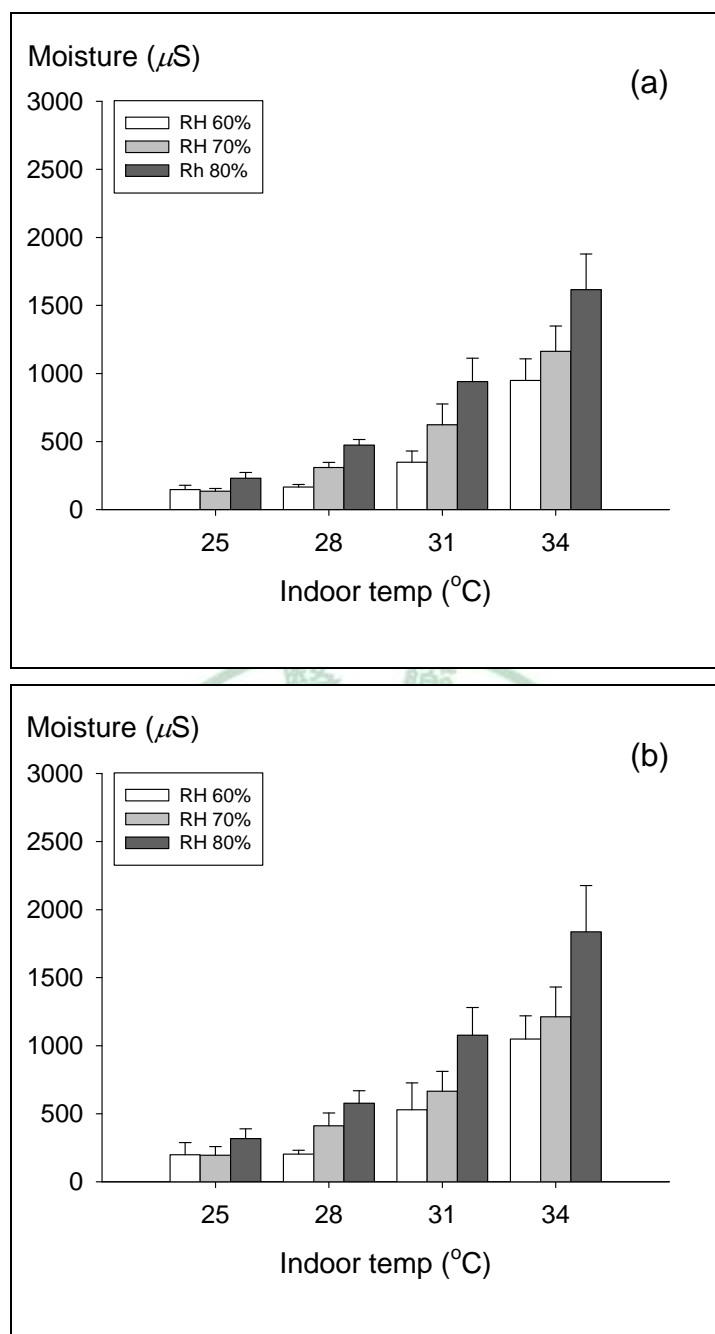 Moisture (μS)
(a)
3000
2500
2000
1500
1000
500
0
RH 60%
RH 70%
Rh 80%
25 28 31 34
Indoor temp (°C)
Moisture (μS)
(b)
3000
2500
2000
1500
1000
500
0
RH 60%
RH 70%
RH 80%
25 28 31 34
Indoor temp (°C)